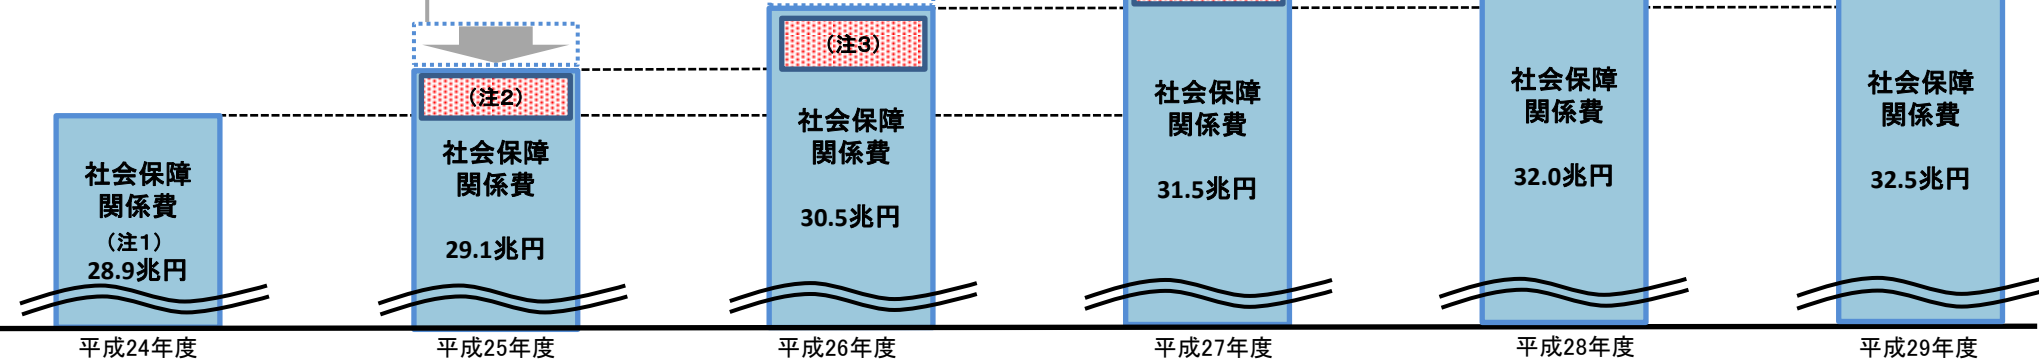 社会保障
関係費
(注1)
28.9兆円
平成24年度
(注2)
社会保障
関係費
29.1兆円
平成25年度
(注3)
社会保障
関係費
30.5兆円
平成26年度
社会保障
関係費
31.5兆円
平成27年度
社会保障
関係費
32.0兆円
平成28年度
社会保障
関係費
32.5兆円
平成29年度